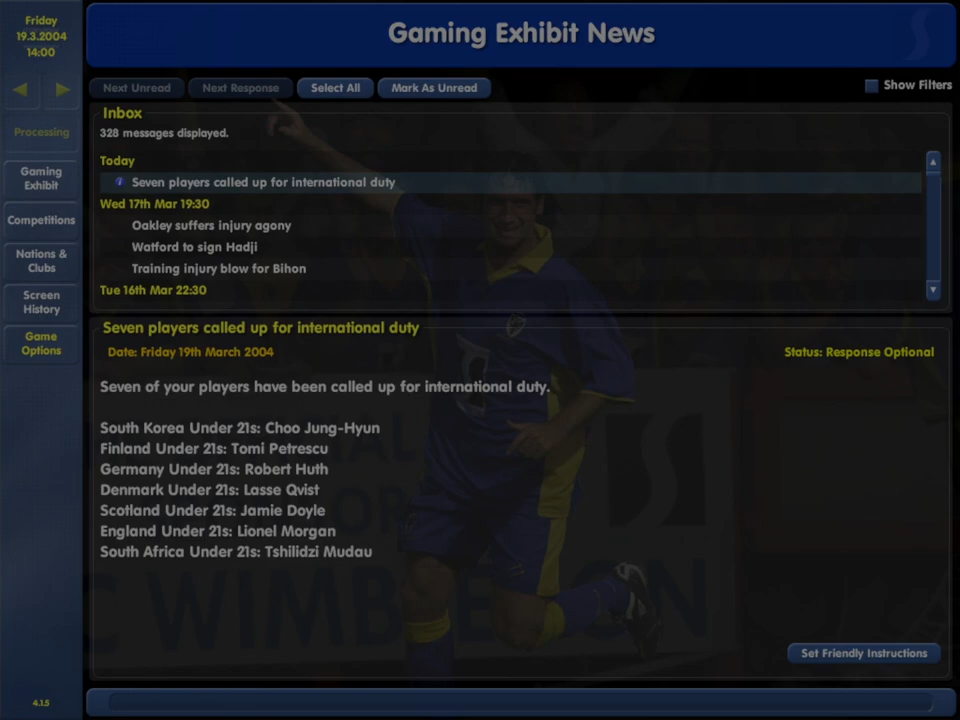 Friday
19.3.2004
14:00
Processing
Gaming
Exhibit
Competitions
Nations &
Clubs
Screen
History
Game
Options
4.1.5
Gaming Exhibit News
Next Unread
Next Response
Select All
Mark As Unread
Show Filters
Inbox
328 messages displayed.
Today
Seven players called up for international duty
Wed 17th Mar 19:30
Oakley suffers injury agony
Watford to sign Hadji
Training injury blow for Bihon
Tue 16th Mar 22:30
Seven players called up for international duty
Date: Friday 19th March 2004
Status: Response Optional
Seven of your players have been called up for international duty.
South Korea Under 21s: Choo Jung-Hyun
Finland Under 21s: Tomi Petrescu
Germany Under 21s: Robert Huth
Denmark Under 21s: Lasse Qvist
Scotland Under 21s: Jamie Doyle
England Under 21s: Lionel Morgan
South Africa Under 21s: Tshilidzi Mudau
Set Friendly Instructions